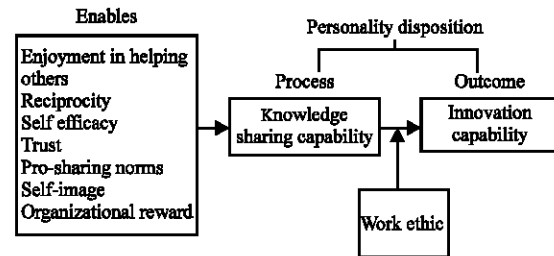 Enables
Personality disposition
Enjoyment in helping
others
Reciprocity
Self efficacy
Trust
Pro-sharing norms
Self-image
Organizational reward
Process
Knowledge
sharing capability
Outcome
Innovation
capability
Work ethic